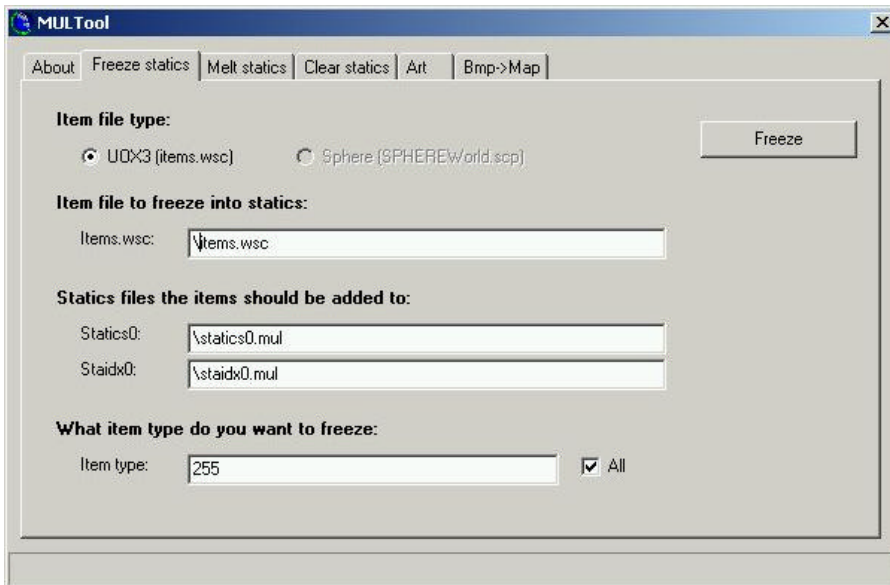 MULTool
About Freeze statics Melt statics Clear statics Art Bmp->Map
Item file type:
UOX3 (items.wsc) Sphere (SPHEREWorld.scp)
Freeze
Item file to freeze into statics:
Items.wsc: \items.wsc
Statics files the items should be added to:
Statics0: \statics0.mul
Staidx0: \staidx0.mul
What item type do you want to freeze:
Item type: 255 All